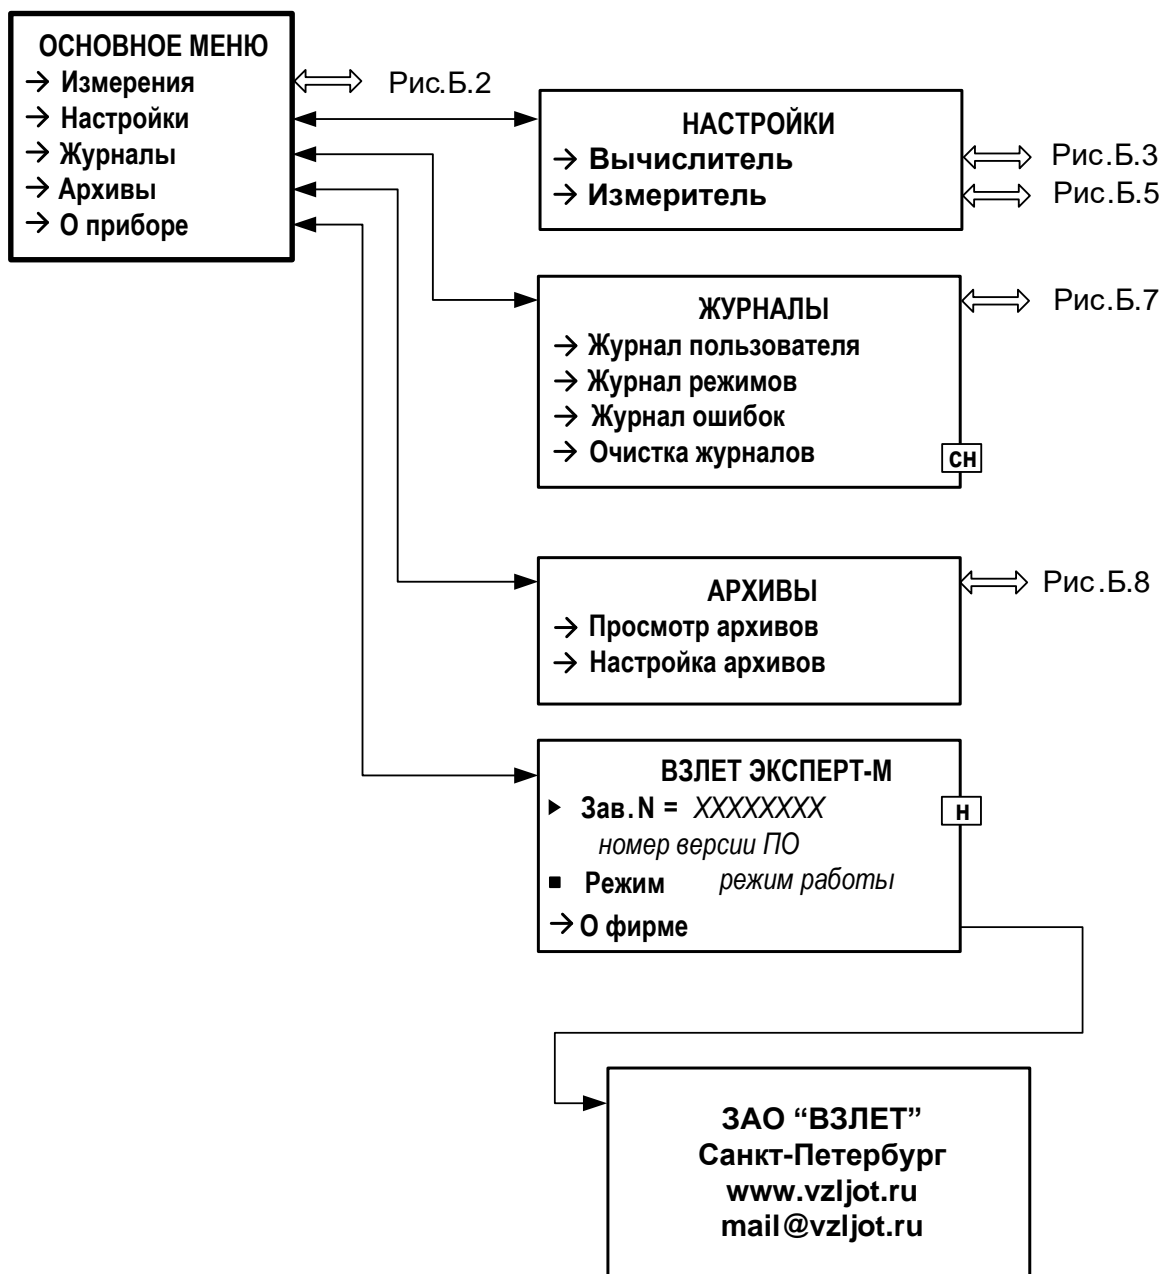 ОСНОВНОЕ МЕНЮ
→ Измерения
→ Настройки
→ Журналы
→ Архивы
→ О приборе
Рис.Б.2
НАСТРОЙКИ
→ Вычислитель
→ Измеритель
Рис.Б.3
Рис.Б.5
ЖУРНАЛЫ
→ Журнал пользователя
→ Журнал режимов
→ Журнал ошибок
→ Очистка журналов
СН
Рис.Б.7
АРХИВЫ
→ Просмотр архивов
→ Настройка архивов
Рис.Б.8
ВЗЛЕТ ЭКСПЕРТ-М
▶ Зав.N = XXXXXXXX
номер версии ПО
■ Режим режим работы
→ О фирме
Н
ЗАО “ВЗЛЕТ”
Санкт-Петербург
www.vzljot.ru
mail@vzljot.ru